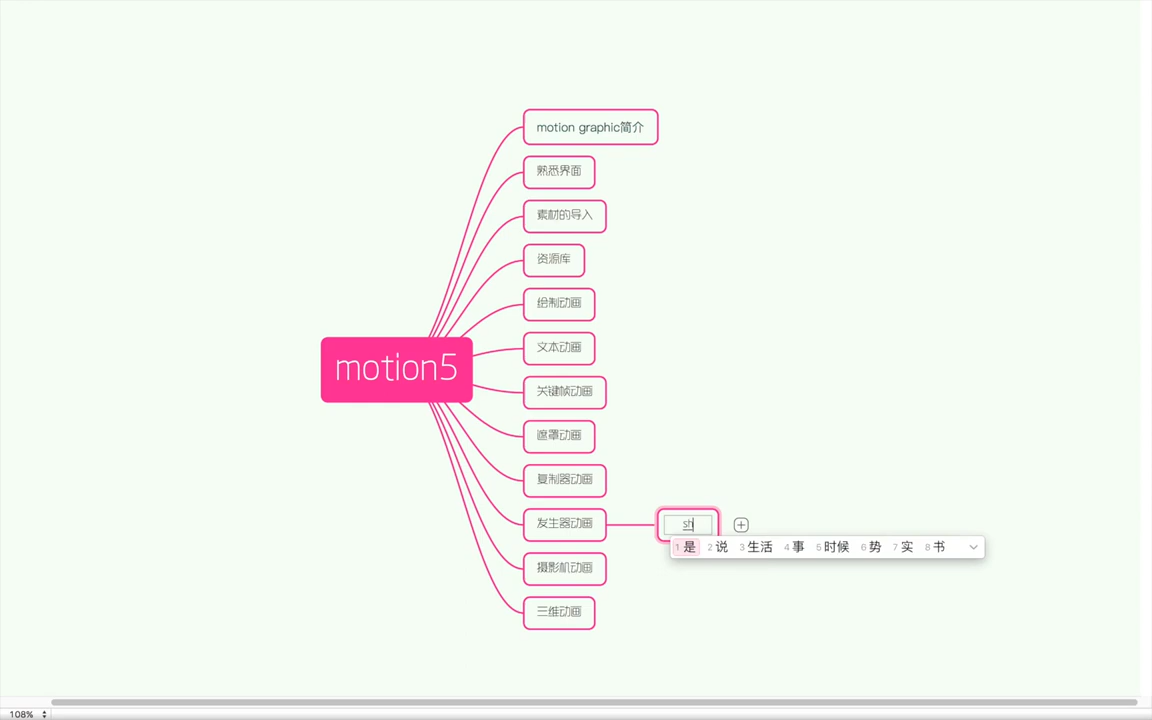 motion graphic简介
熟悉界面
素材的导入
资源库
绘制动画
文本动画
motion5
关键帧动画
遮罩动画
复制器动画
发生器动画
sh
1 是 2 说 3 生活 4 事 5 时候 6 势 7 实 8 书
摄影机动画
三维动画
108%